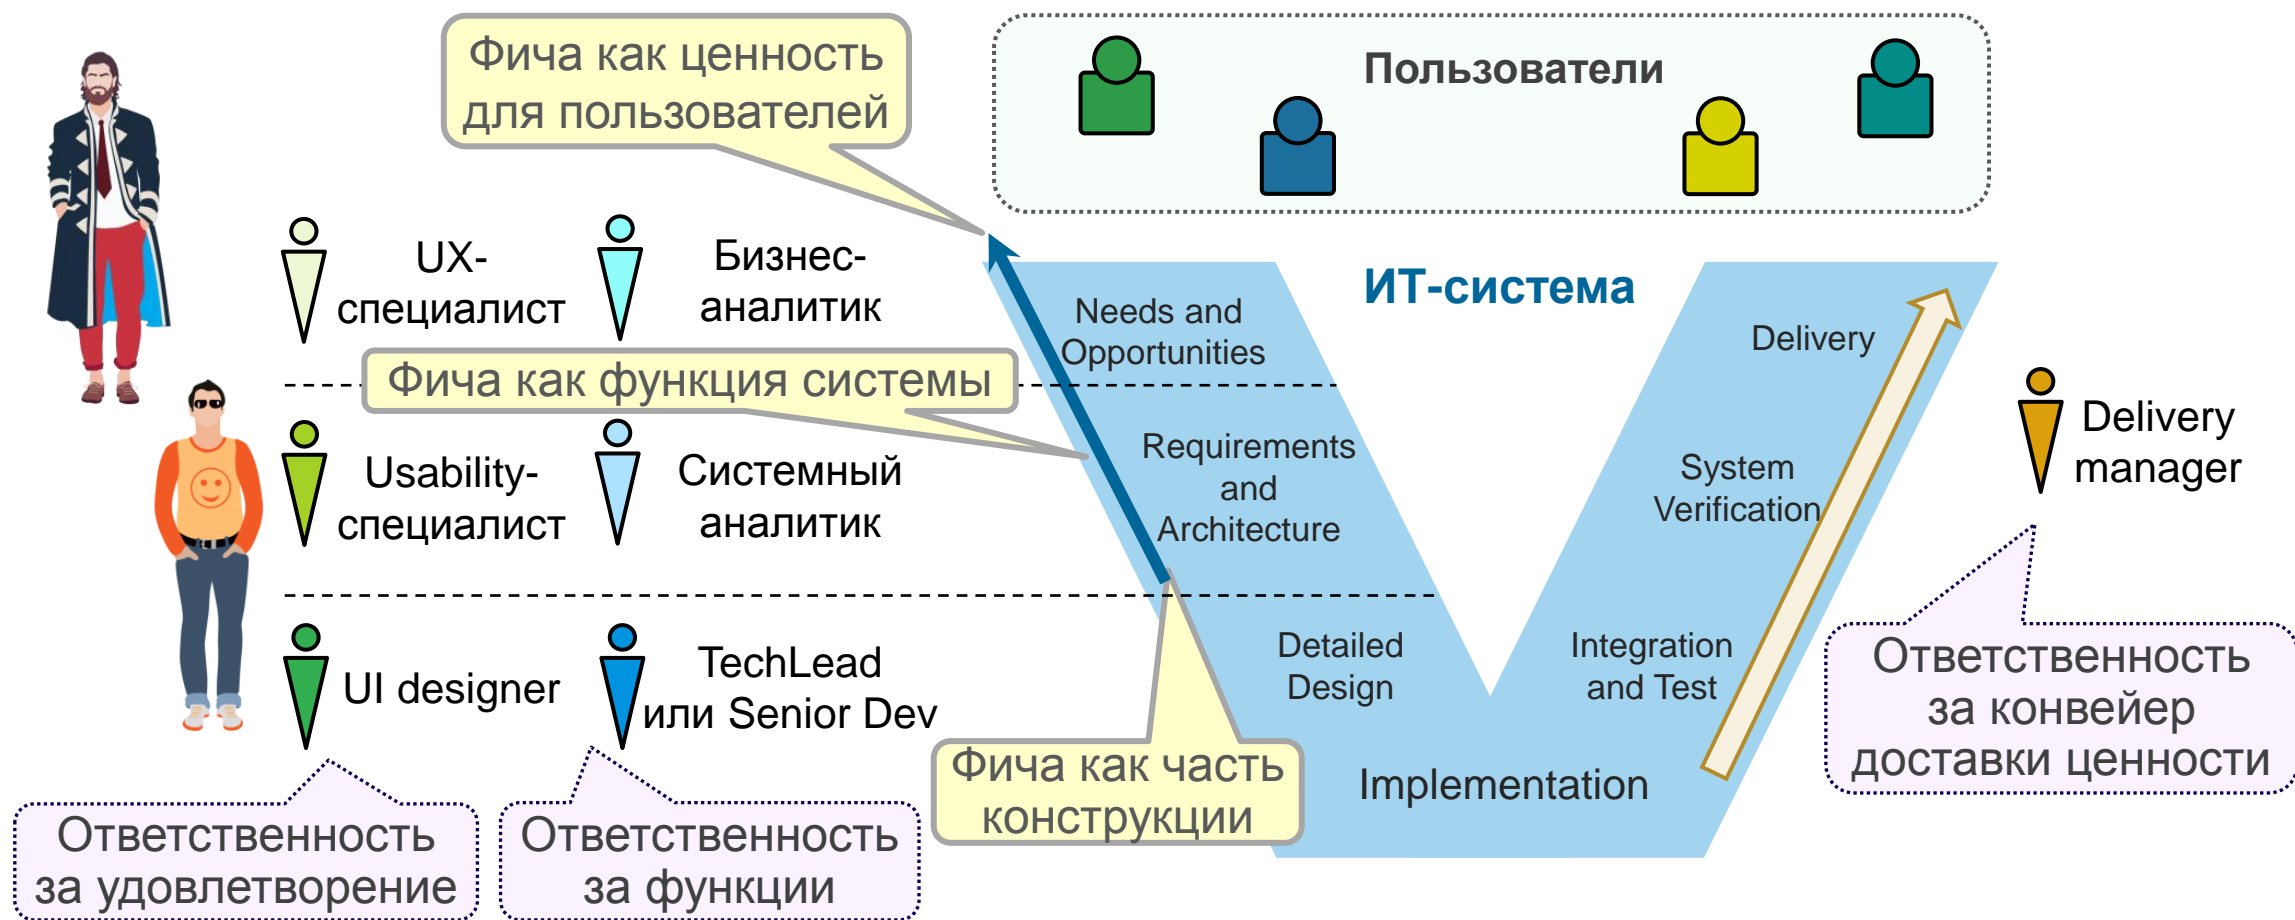 Фича как ценность
для пользователей
Пользователи
ИТ-система
UX-
специалист
Бизнес-
аналитик
Needs and
Opportunities
Delivery
Фича как функция системы
Usability-
специалист
Системный
аналитик
Requirements
and
Architecture
System
Verification
Delivery
manager
UI designer
TechLead
или Senior Dev
Detailed
Design
Integration
and Test
Implementation
Фича как часть
конструкции
Ответственность
за конвейер
доставки ценности
Ответственность
за удовлетворение
Ответственность
за функции